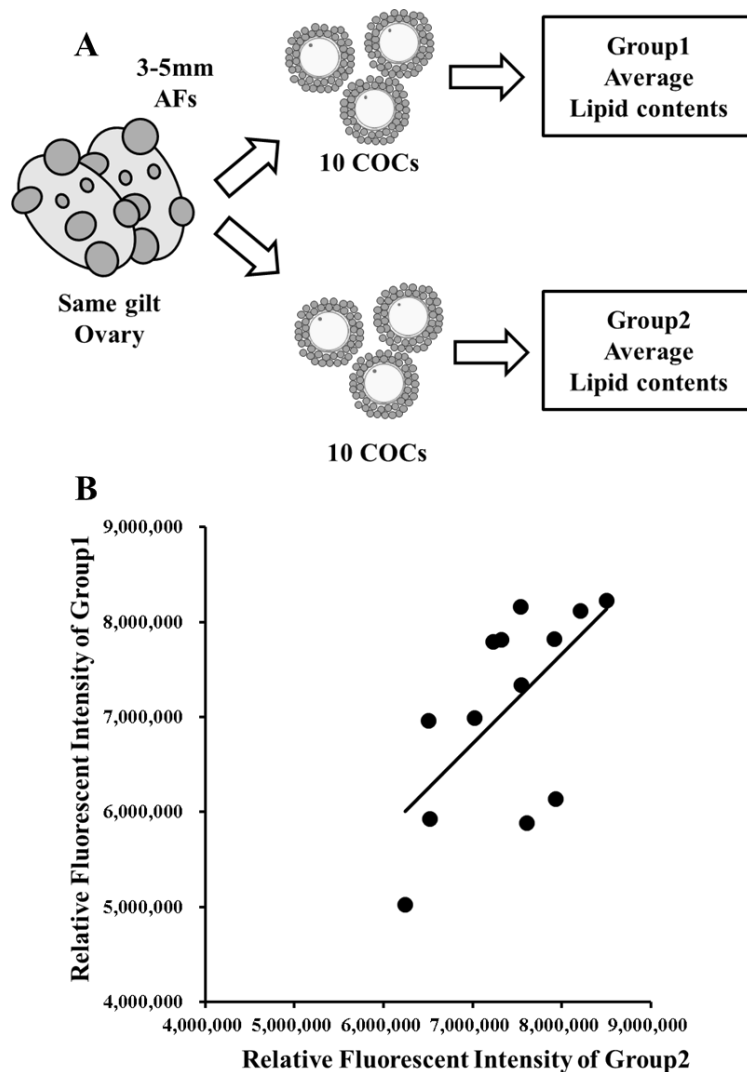 A
3-5mm
AFs
Same gilt
Ovary
10 COCs
Group1
Average
Lipid contents
10 COCs
Group2
Average
Lipid contents
B
Relative Fluorescent Intensity of Group1
9,000,000
8,000,000
7,000,000
6,000,000
5,000,000
4,000,000
4,000,000 5,000,000 6,000,000 7,000,000 8,000,000 9,000,000
Relative Fluorescent Intensity of Group2